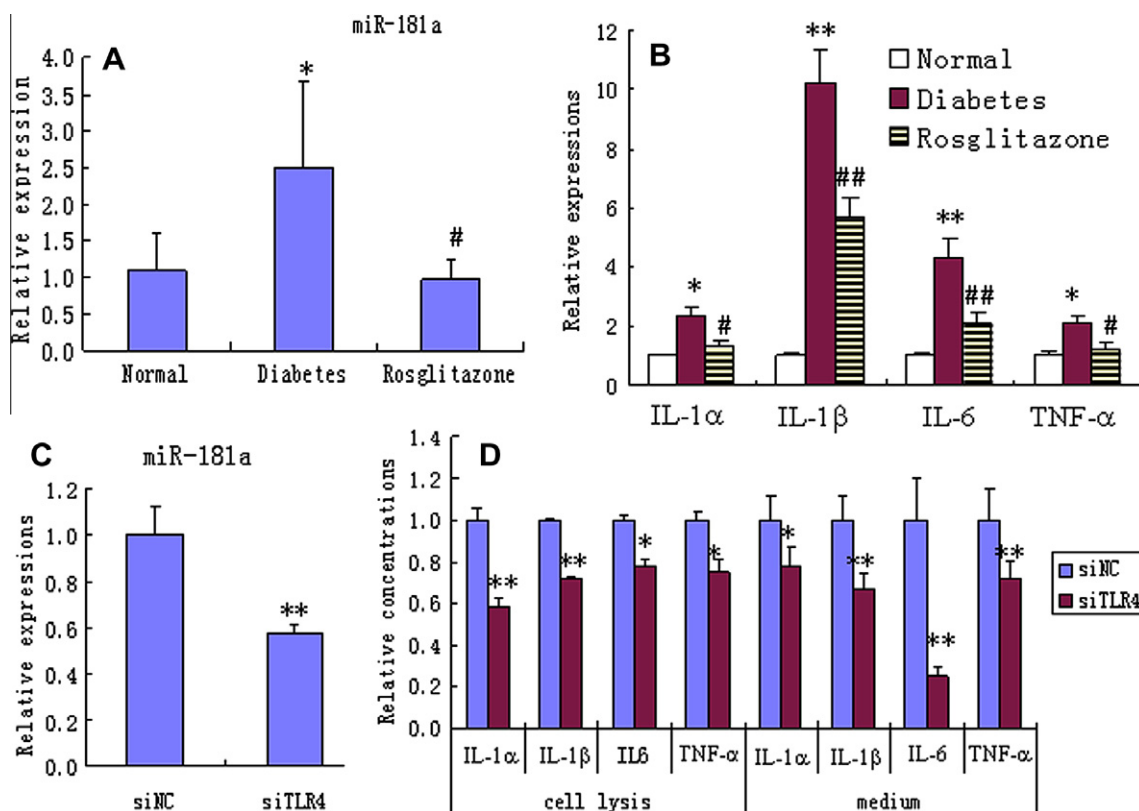 miR-181a
A
Relative expression
4.0
3.5
3.0
2.5
2.0
1.5
1.0
0.5
0.0
*
#
Normal Diabetes Rosglitazone
B
Relative expressions
12
10
8
6
4
2
0
Normal
Diabetes
Rosglitazone
* # ** ## ** ## * #
IL-1α IL-1β IL-6 TNF-α
C
miR-181a
Relative expressions
1.2
1.0
0.8
0.6
0.4
0.2
0.0
**
siNC siTLR4
D
Relative concentrations
1.4
1.2
1.0
0.8
0.6
0.4
0.2
0.0
** ** * * * ** ** **
siNC
siTLR4
IL-1α IL-1β IL6 TNF-α IL-1α IL-1β IL-6 TNF-α
cell lysis medium